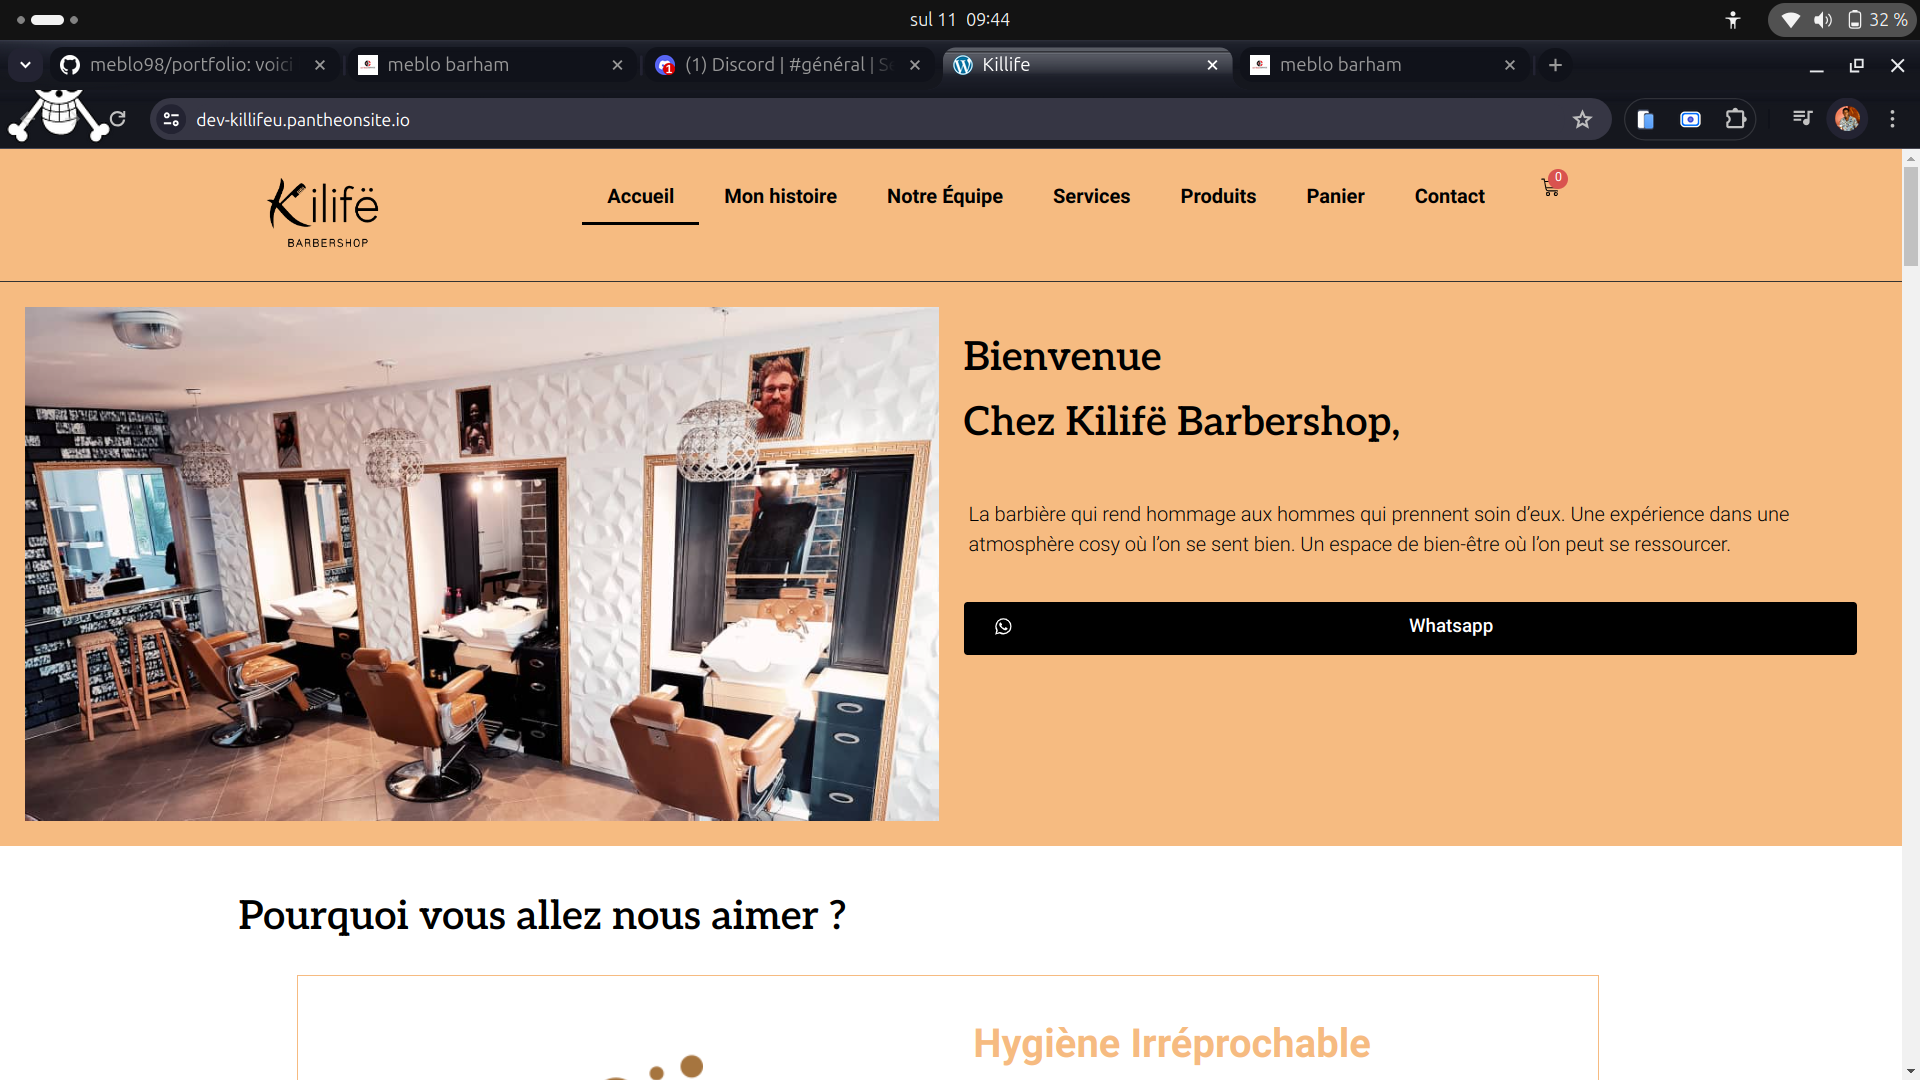 sul 11 09:44
32 %
meblo98/portfolio: voici
meblo barham
(1) Discord | #général | Se
Killife
meblo barham
dev-killifeu.pantheonsite.io
Kilifë
BARBERSHOP
Accueil
Mon histoire
Notre Équipe
Services
Produits
Panier
Contact
0
Bienvenue
Chez Kilifë Barbershop,
La barbière qui rend hommage aux hommes qui prennent soin d’eux. Une expérience dans une
atmosphère cosy où l’on se sent bien. Un espace de bien-être où l’on peut se ressourcer.
Whatsapp
Pourquoi vous allez nous aimer ?
Hygiène Irréprochable